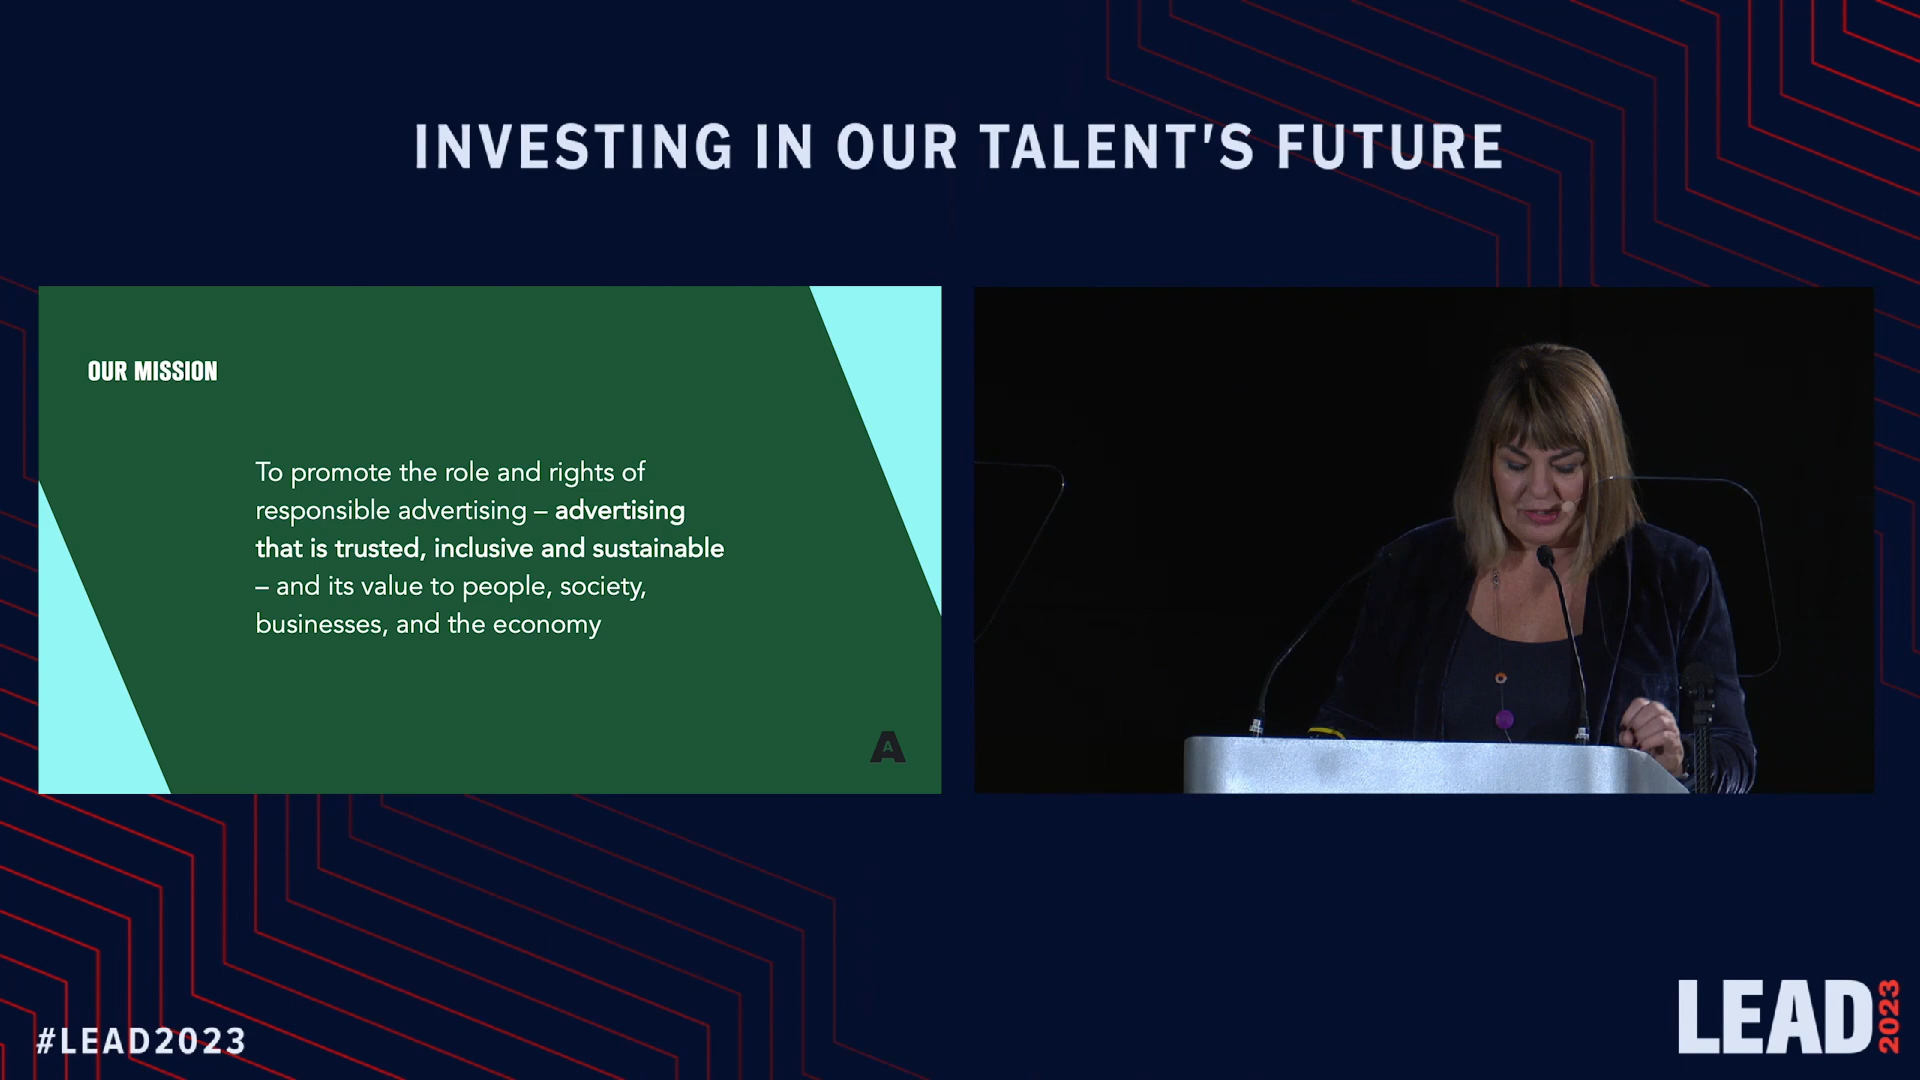 INVESTING IN OUR TALENT'S FUTURE
OUR MISSION
To promote the role and rights of
responsible advertising – advertising
that is trusted, inclusive and sustainable
– and its value to people, society,
businesses, and the economy
A
#LEAD2023
LEAD 2023